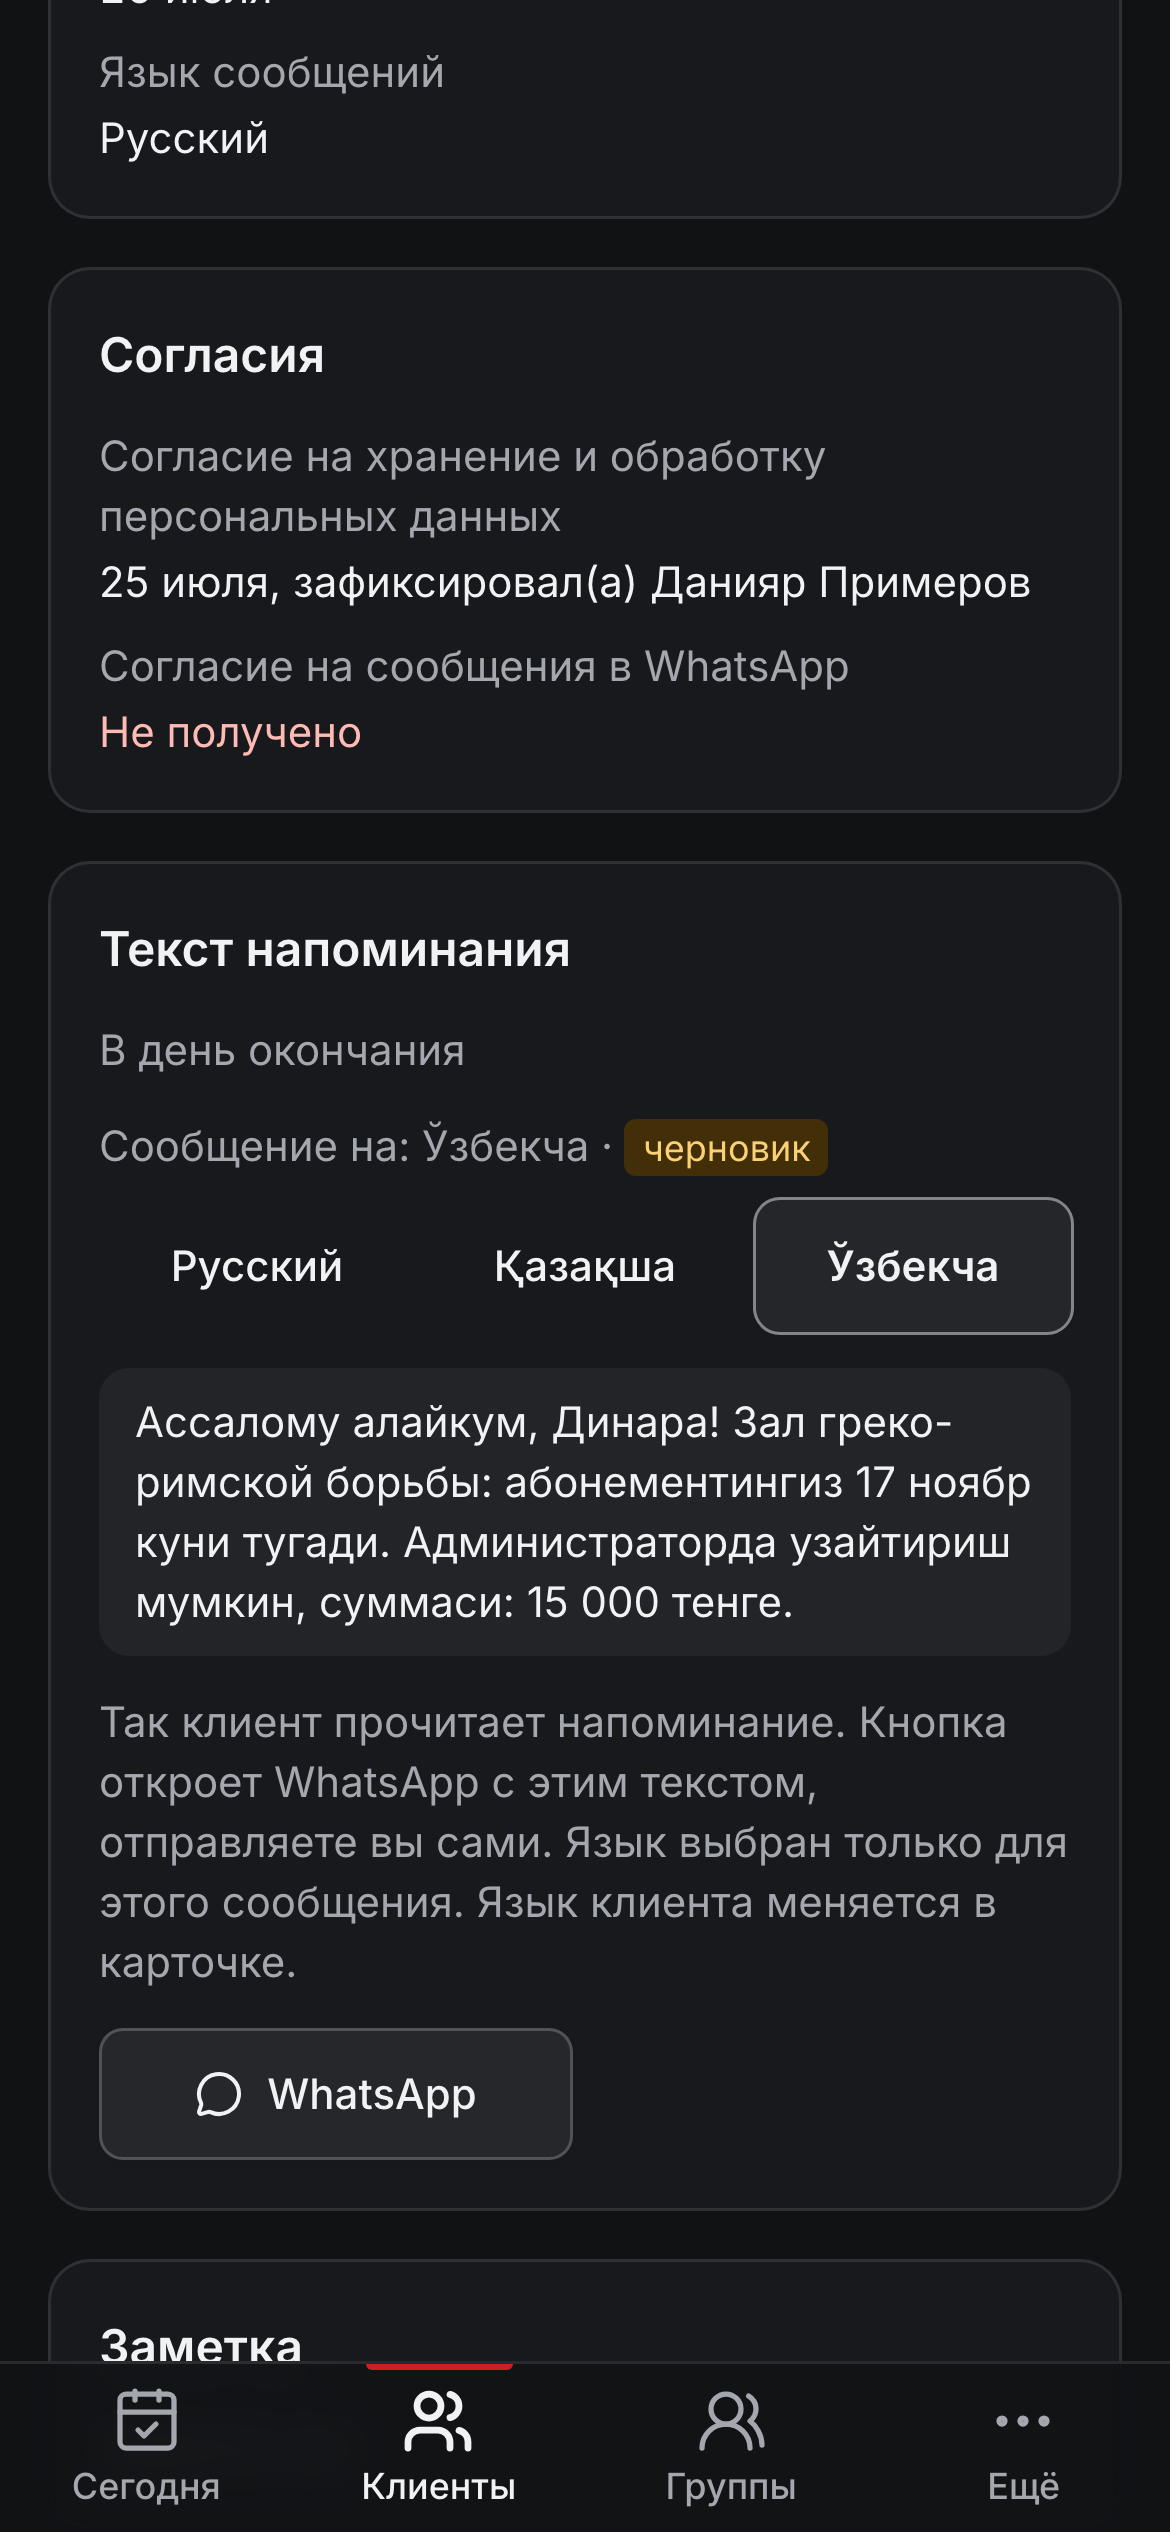 Язык сообщений
Русский
Согласия
Согласие на хранение и обработку
персональных данных
25 июля, зафиксировал(а) Данияр Примеров
Согласие на сообщения в WhatsApp
Не получено
Текст напоминания
В день окончания
Сообщение на: Ўзбекча · черновик
Русский Қазақша Ўзбекча
Ассалому алайкум, Динара! Зал греко-
римской борьбы: абонементингиз 17 ноябр
куни тугади. Администраторда узайтириш
мумкин, суммаси: 15 000 тенге.
Так клиент прочитает напоминание. Кнопка
откроет WhatsApp с этим текстом,
отправляете вы сами. Язык выбран только для
этого сообщения. Язык клиента меняется в
карточке.
WhatsApp
Заметка
Сегодня Клиенты Группы Ещё